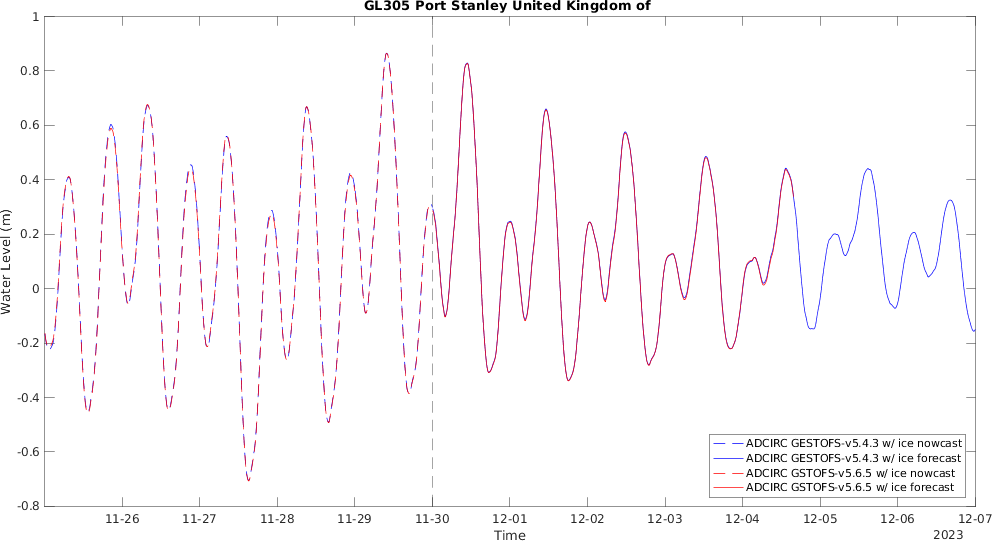 GL305 Port Stanley United Kingdom of
1
0.8
0.6
0.4
0.2
0
-0.2
-0.4
-0.6
-0.8
Water Level (m)
ADCIRC GESTOFS-v5.4.3 w/ ice nowcast
ADCIRC GESTOFS-v5.4.3 w/ ice forecast
ADCIRC GSTOFS-v5.6.5 w/ ice nowcast
ADCIRC GSTOFS-v5.6.5 w/ ice forecast
11-26 11-27 11-28 11-29 11-30 12-01 12-02 12-03 12-04 12-05 12-06 12-07
Time
2023